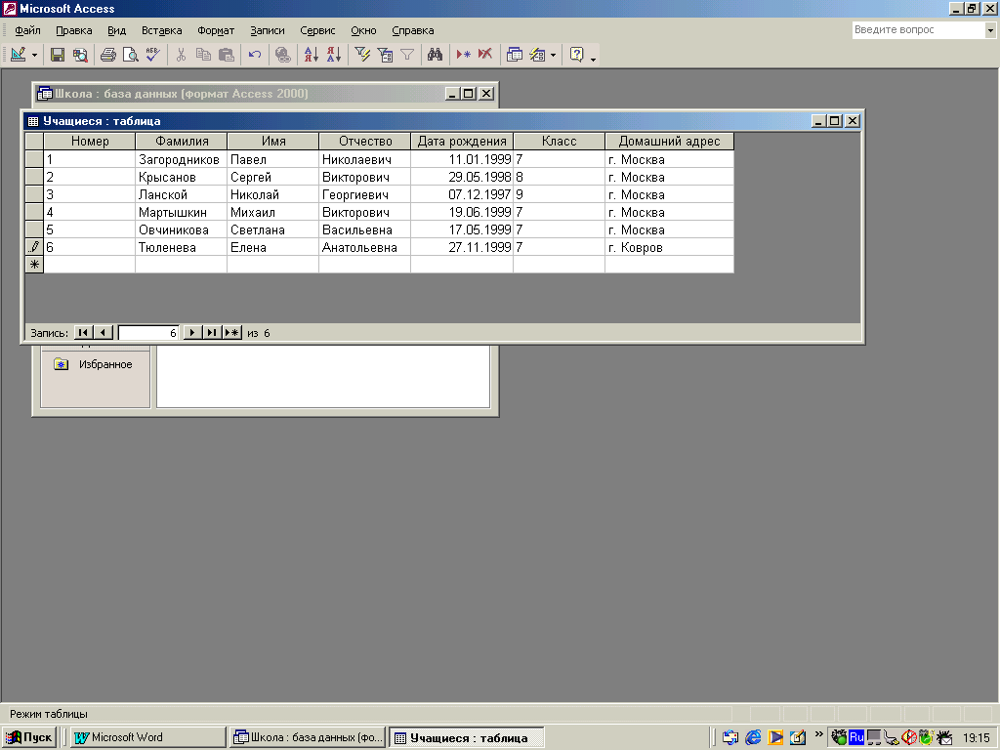 Microsoft Access
Файл Правка Вид Вставка Формат Записи Сервис Окно Справка
Введите вопрос
Школа : база данных (формат Access 2000)
Учащиеся : таблица
Номер Фамилия Имя Отчество Дата рождения Класс Домашний адрес
1 Загородников Павел Николаевич 11.01.1999 7 г. Москва
2 Крысанов Сергей Викторович 29.05.1998 8 г. Москва
3 Ланской Николай Георгиевич 07.12.1997 9 г. Москва
4 Мартышкин Михаил Викторович 19.06.1999 7 г. Москва
5 Овчиникова Светлана Васильевна 17.05.1999 7 г. Москва
6 Тюленева Елена Анатольевна 27.11.1999 7 г. Ковров
Запись: 6 из 6
Избранное
Режим таблицы
Пуск Microsoft Word Школа : база данных (фо... Учащиеся : таблица » Ru 19:15